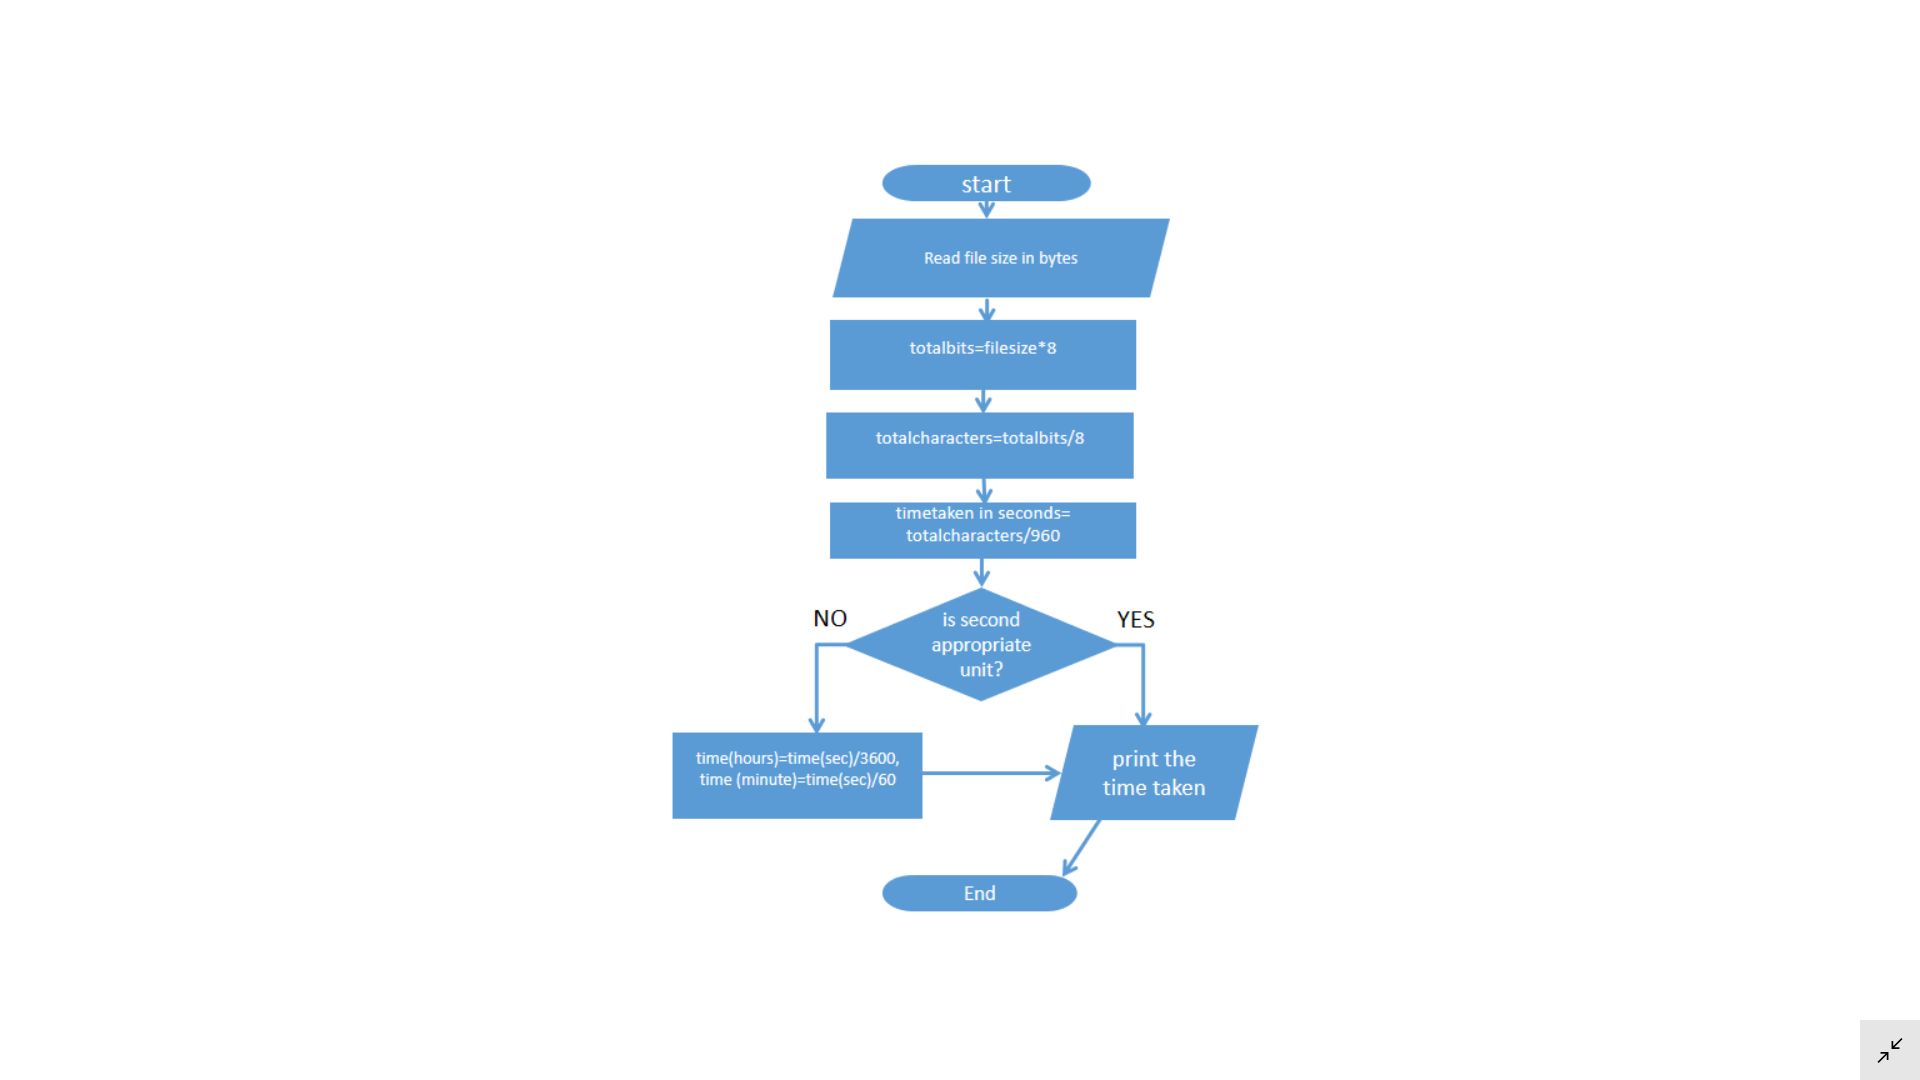 start
Read file size in bytes
totalbits=filesize*8
totalcharacters=totalbits/8
timetaken in seconds=
totalcharacters/960
is second
appropriate
unit?
NO
YES
time(hours)=time(sec)/3600,
time (minute)=time(sec)/60
print the
time taken
End